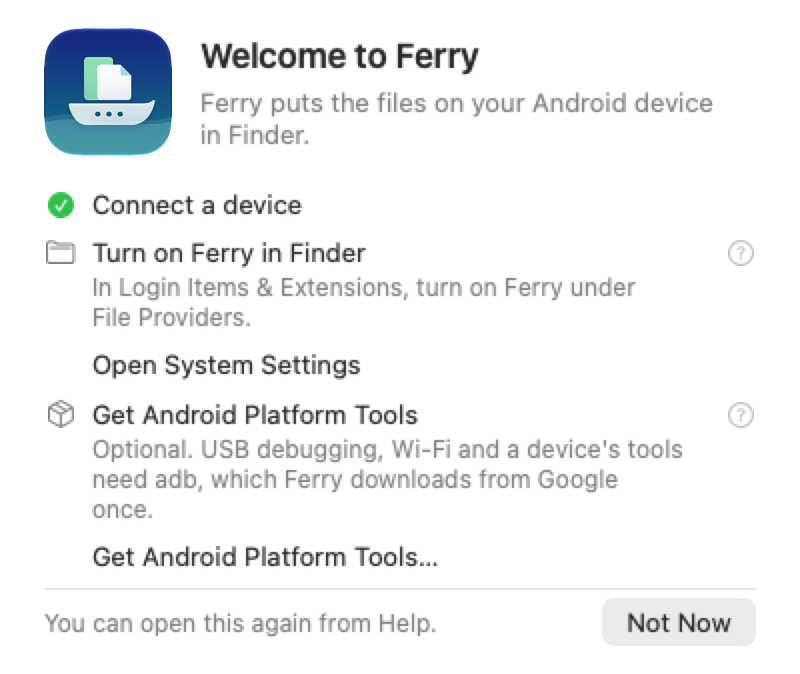 Welcome to Ferry
Ferry puts the files on your Android device
in Finder.
Connect a device
Turn on Ferry in Finder
?
In Login Items & Extensions, turn on Ferry under
File Providers.
Open System Settings
Get Android Platform Tools
?
Optional. USB debugging, Wi-Fi and a device's tools
need adb, which Ferry downloads from Google
once.
Get Android Platform Tools...
You can open this again from Help.
Not Now